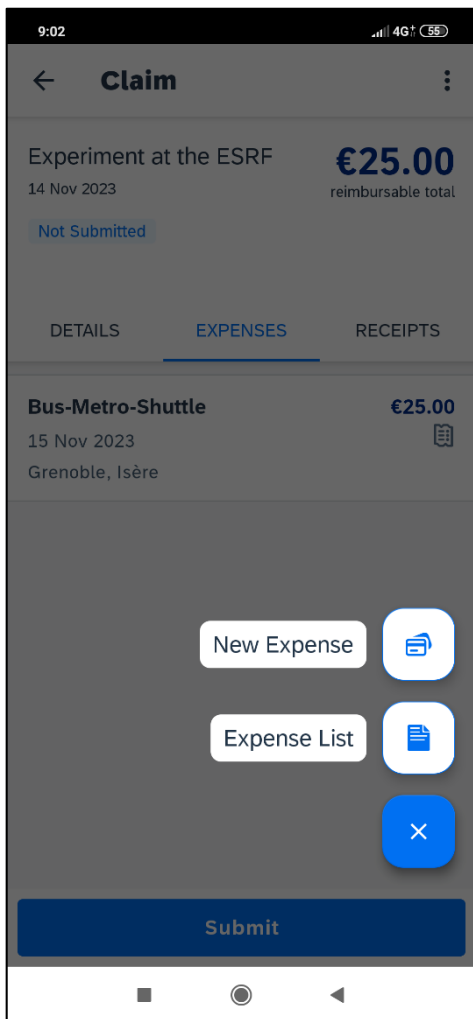 9:02
4G+ 55
Claim
Experiment at the ESRF
€25.00
14 Nov 2023
reimbursable total
Not Submitted
DETAILS EXPENSES RECEIPTS
Bus-Metro-Shuttle €25.00
15 Nov 2023
Grenoble, Isère
New Expense
Expense List
Submit